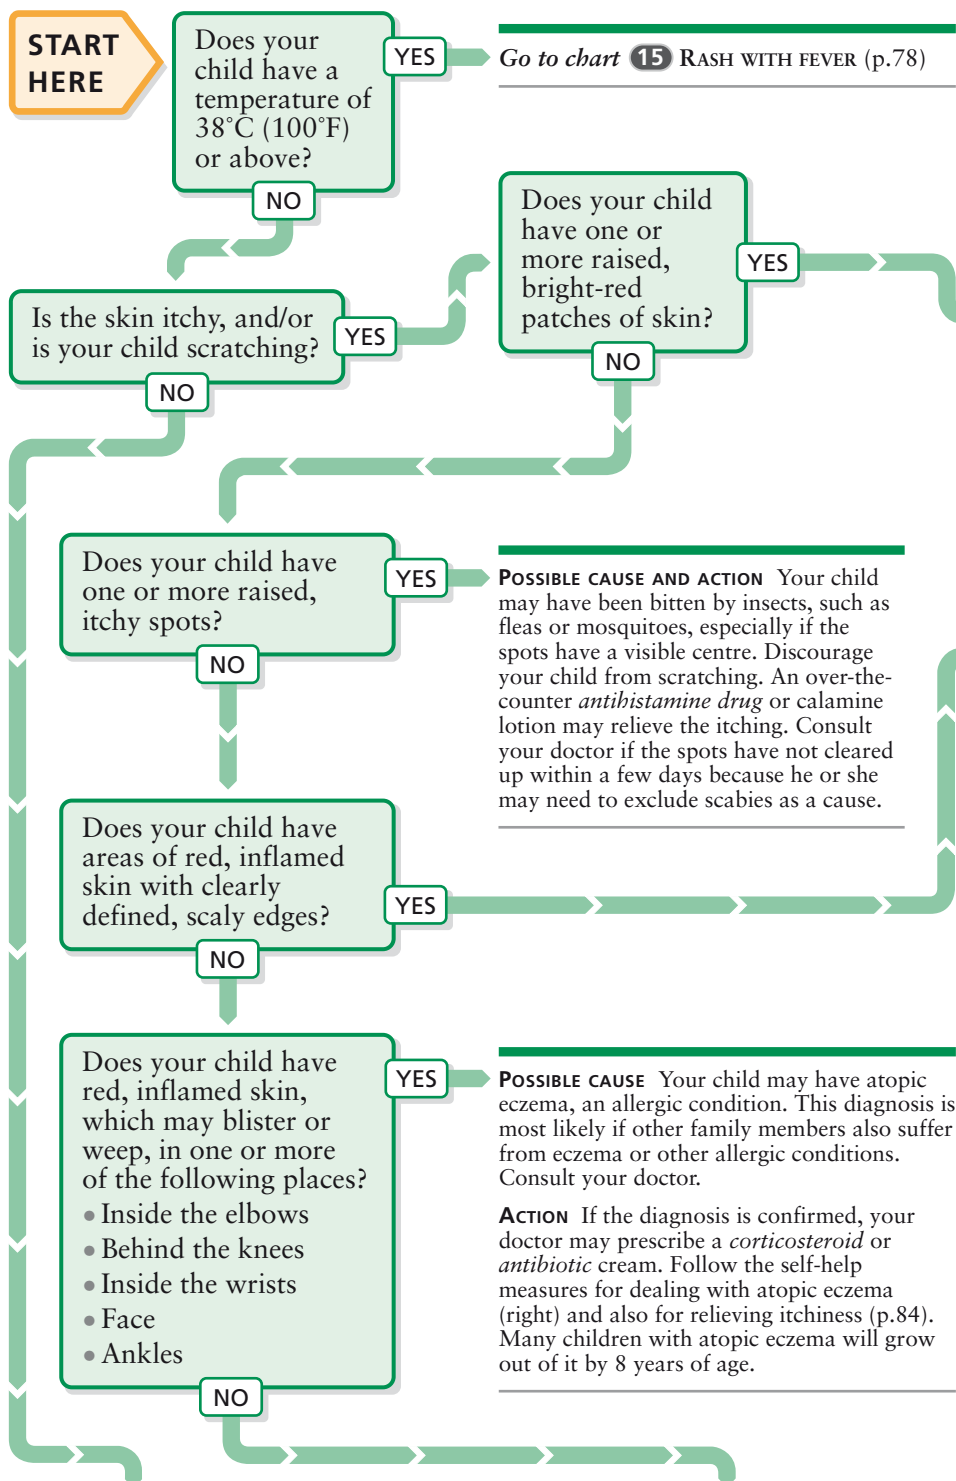 START
HERE
Does your
child have a
temperature of
38˚C (100˚F)
or above?
YES
Go to chart 15 RASH WITH FEVER (p.78)
NO
Does your child
have one or
more raised,
bright-red
patches of skin?
YES
NO
Is the skin itchy, and/or
is your child scratching?
YES
NO
Does your child have
one or more raised,
itchy spots?
YES
NO
POSSIBLE CAUSE AND ACTION Your child
may have been bitten by insects, such as
fleas or mosquitoes, especially if the
spots have a visible centre. Discourage
your child from scratching. An over-the-
counter antihistamine drug or calamine
lotion may relieve the itching. Consult
your doctor if the spots have not cleared
up within a few days because he or she
may need to exclude scabies as a cause.
Does your child have
areas of red, inflamed
skin with clearly
defined, scaly edges?
YES
NO
Does your child have
red, inflamed skin,
which may blister or
weep, in one or more
of the following places?
• Inside the elbows
• Behind the knees
• Inside the wrists
• Face
• Ankles
YES
NO
POSSIBLE CAUSE Your child may have atopic
eczema, an allergic condition. This diagnosis is
most likely if other family members also suffer
from eczema or other allergic conditions.
Consult your doctor.
ACTION If the diagnosis is confirmed, your
doctor may prescribe a corticosteroid or
antibiotic cream. Follow the self-help
measures for dealing with atopic eczema
(right) and also for relieving itchiness (p.84).
Many children with atopic eczema will grow
out of it by 8 years of age.